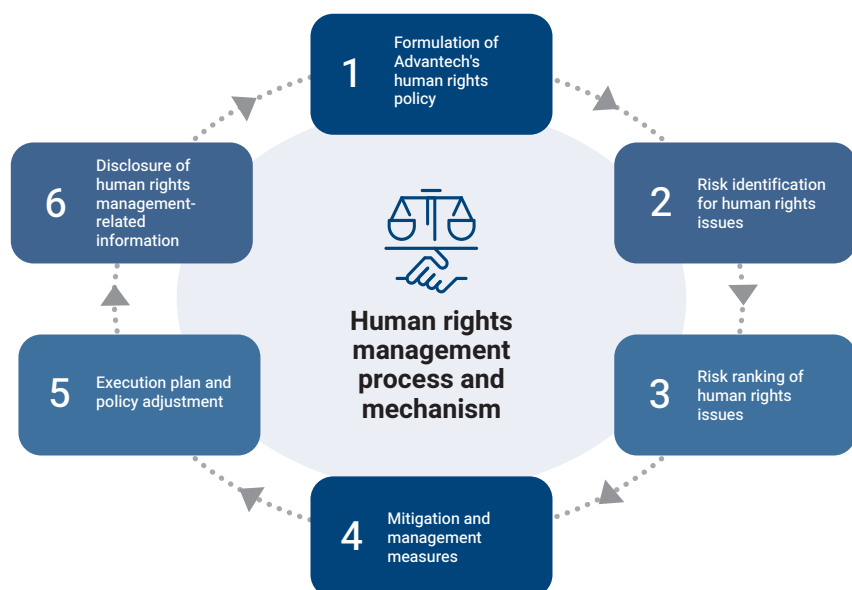 1
Formulation of
Advantech's
human rights
policy
2
Risk identification
for human rights
issues
3
Risk ranking of
human rights
issues
4
Mitigation and
management
measures
5
Execution plan and
policy adjustment
6
Disclosure of
human rights
management-
related
information
Human rights
management
process and
mechanism